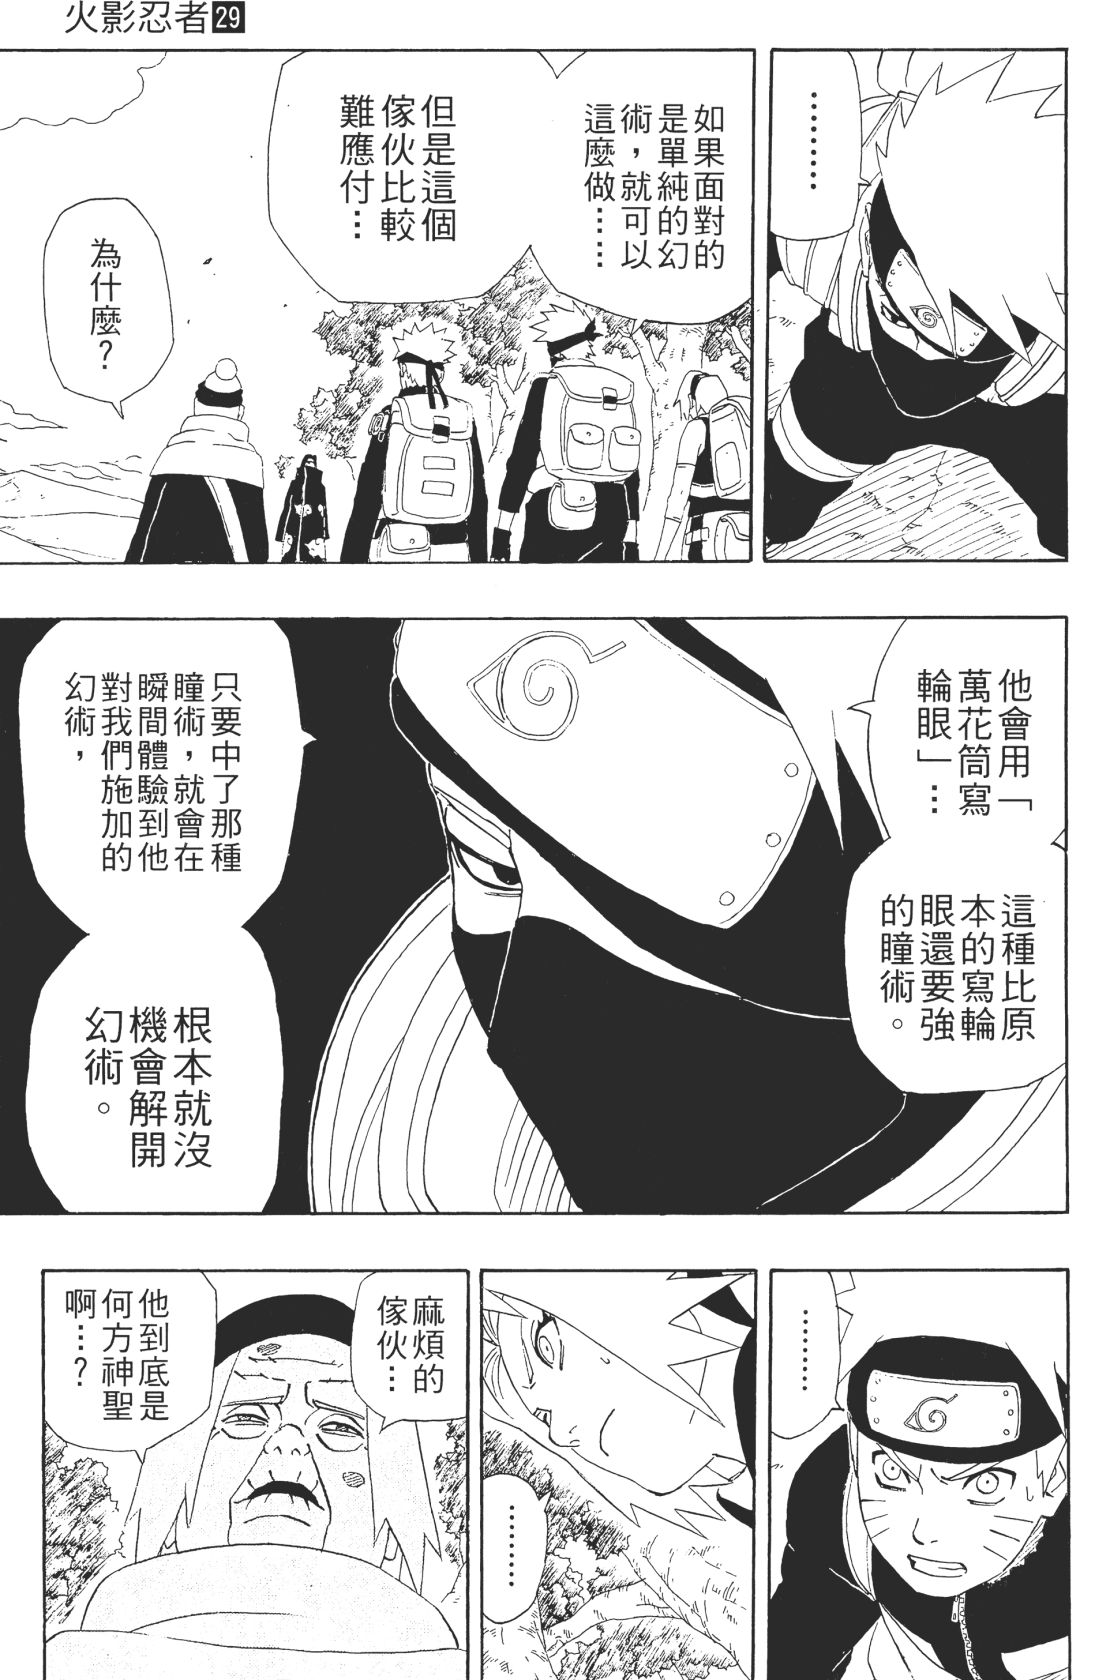 火影忍者29
………
如果面對的
是單純的幻
術，就可以
這麼做……
但是這個
傢伙比較
難應付…
為什麼？
他會用「
萬花筒寫
輪眼」…
這種比原
本的寫輪
眼還要強
的瞳術。
只要中了那種
瞳術，就會在
瞬間體驗到他
對我們施加的
幻術，
根本就沒
機會解開
幻術。
………
………
麻煩的
傢伙…
他到底是
何方神聖
啊…？